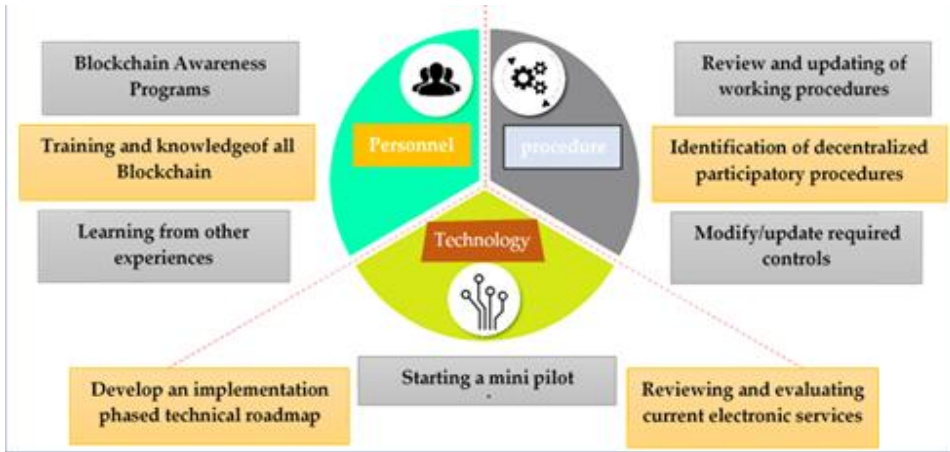 Blockchain Awareness
Programs
Training and knowledgeof all
Blockchain
Learning from other
experiences
Personnel
procedure
Technology
Review and updating of
working procedures
Identification of decentralized
participatory procedures
Modify/update required
controls
Develop an implementation
phased technical roadmap
Starting a mini pilot
.
Reviewing and evaluating
current electronic services